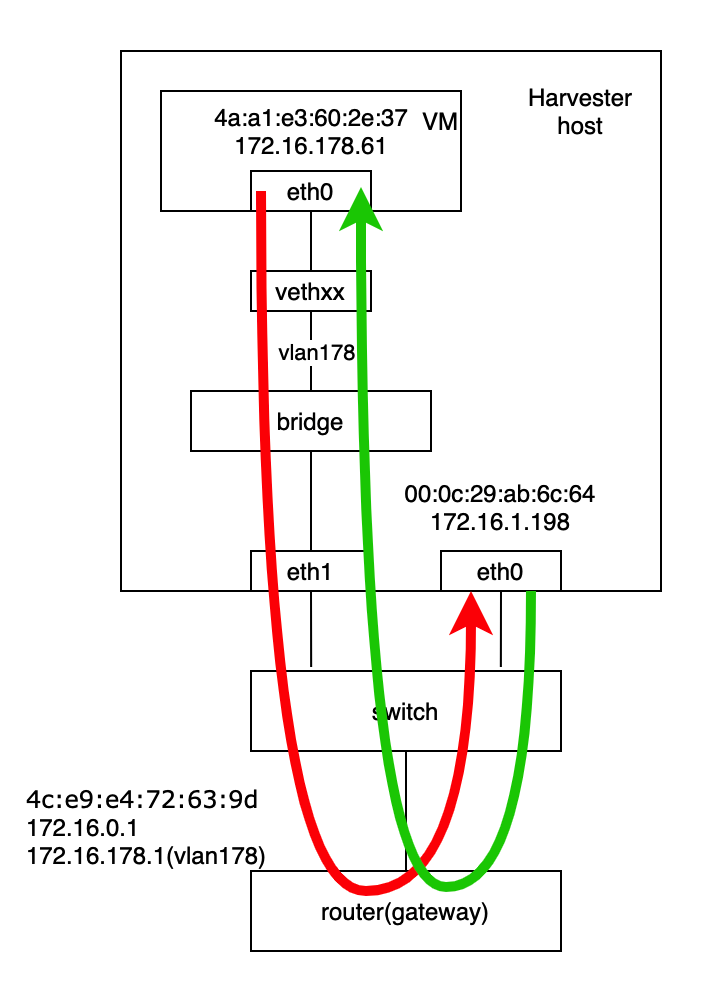 Harvester
host
4a:a1:e3:60:2e:37
172.16.178.61
VM
eth0
vethxx
vlan178
bridge
00:0c:29:ab:6c:64
172.16.1.198
eth1
eth0
switch
4c:e9:e4:72:63:9d
172.16.0.1
172.16.178.1(vlan178)
router(gateway)